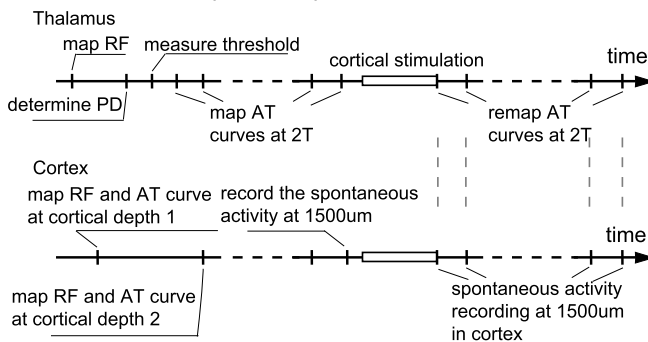 Thalamus
map RF
measure threshold
cortical stimulation
time
determine PD
map AT
curves at 2T
remap AT
curves at 2T
Cortex
map RF and AT curve
at cortical depth 1
record the spontaneous
activity at 1500um
time
map RF and AT curve
at cortical depth 2
spontaneous activity
recording at 1500um
in cortex